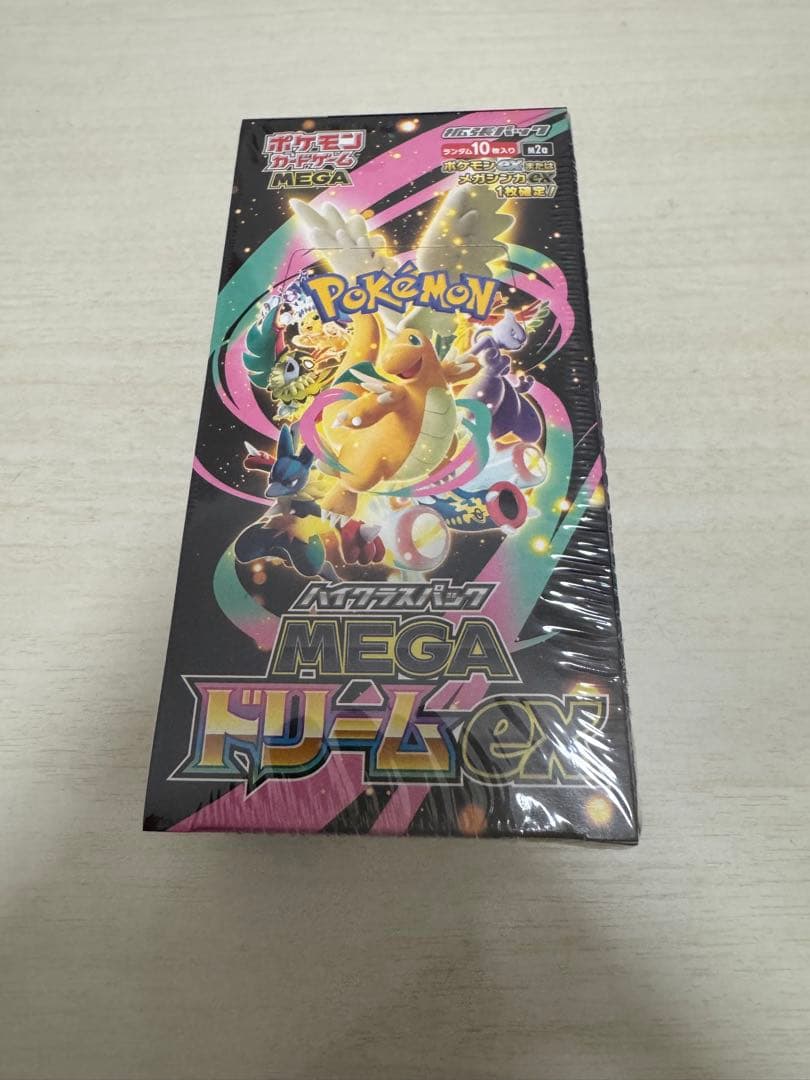 ポケモン
カードゲーム
MEGA
拡張パック
ランダム10枚入り
ポケモンexまたは
メガシンカex
1枚確定!
POKÉMON
ハイクラスパック
MEGA
ドリームex